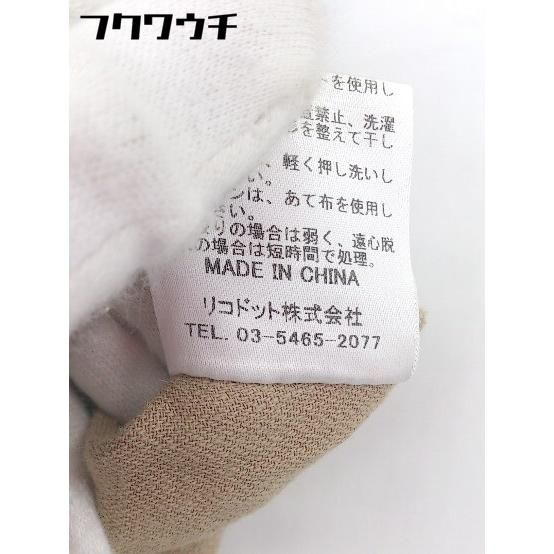 フクワウチ
を使用し
禁止、洗濯
を整えて干し
、軽く押し洗いし
い。
ンは、あて布を使用し
さい。
りの場合は弱く、遠心脱
の場合は短時間で処理。
MADE IN CHINA
リコドット株式会社
TEL. 03-5465-2077